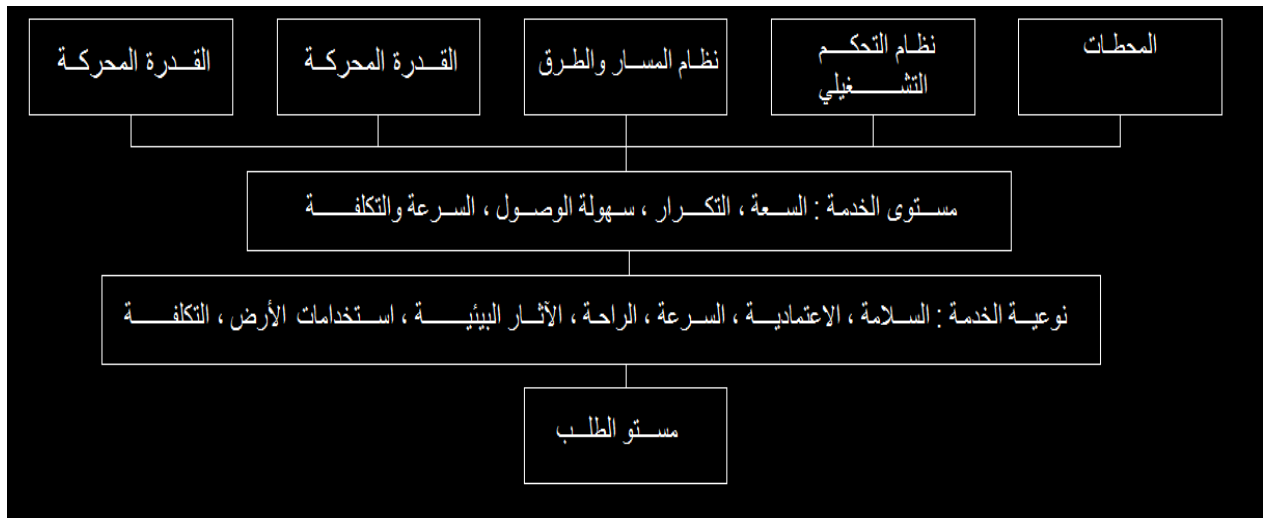 المحطات
نظام التحكم
التشغيلي
نظام المسار والطرق
القدرة المحركة
القدرة المحركة
مستوى الخدمة : السعة ، التكرار ، سهولة الوصول ، السرعة والتكلفة
نوعية الخدمة : السلامة ، الاعتمادية ، السرعة ، الراحة ، الآثار البيئية ، استخدامات الأرض ، التكلفة
مستو الطلب